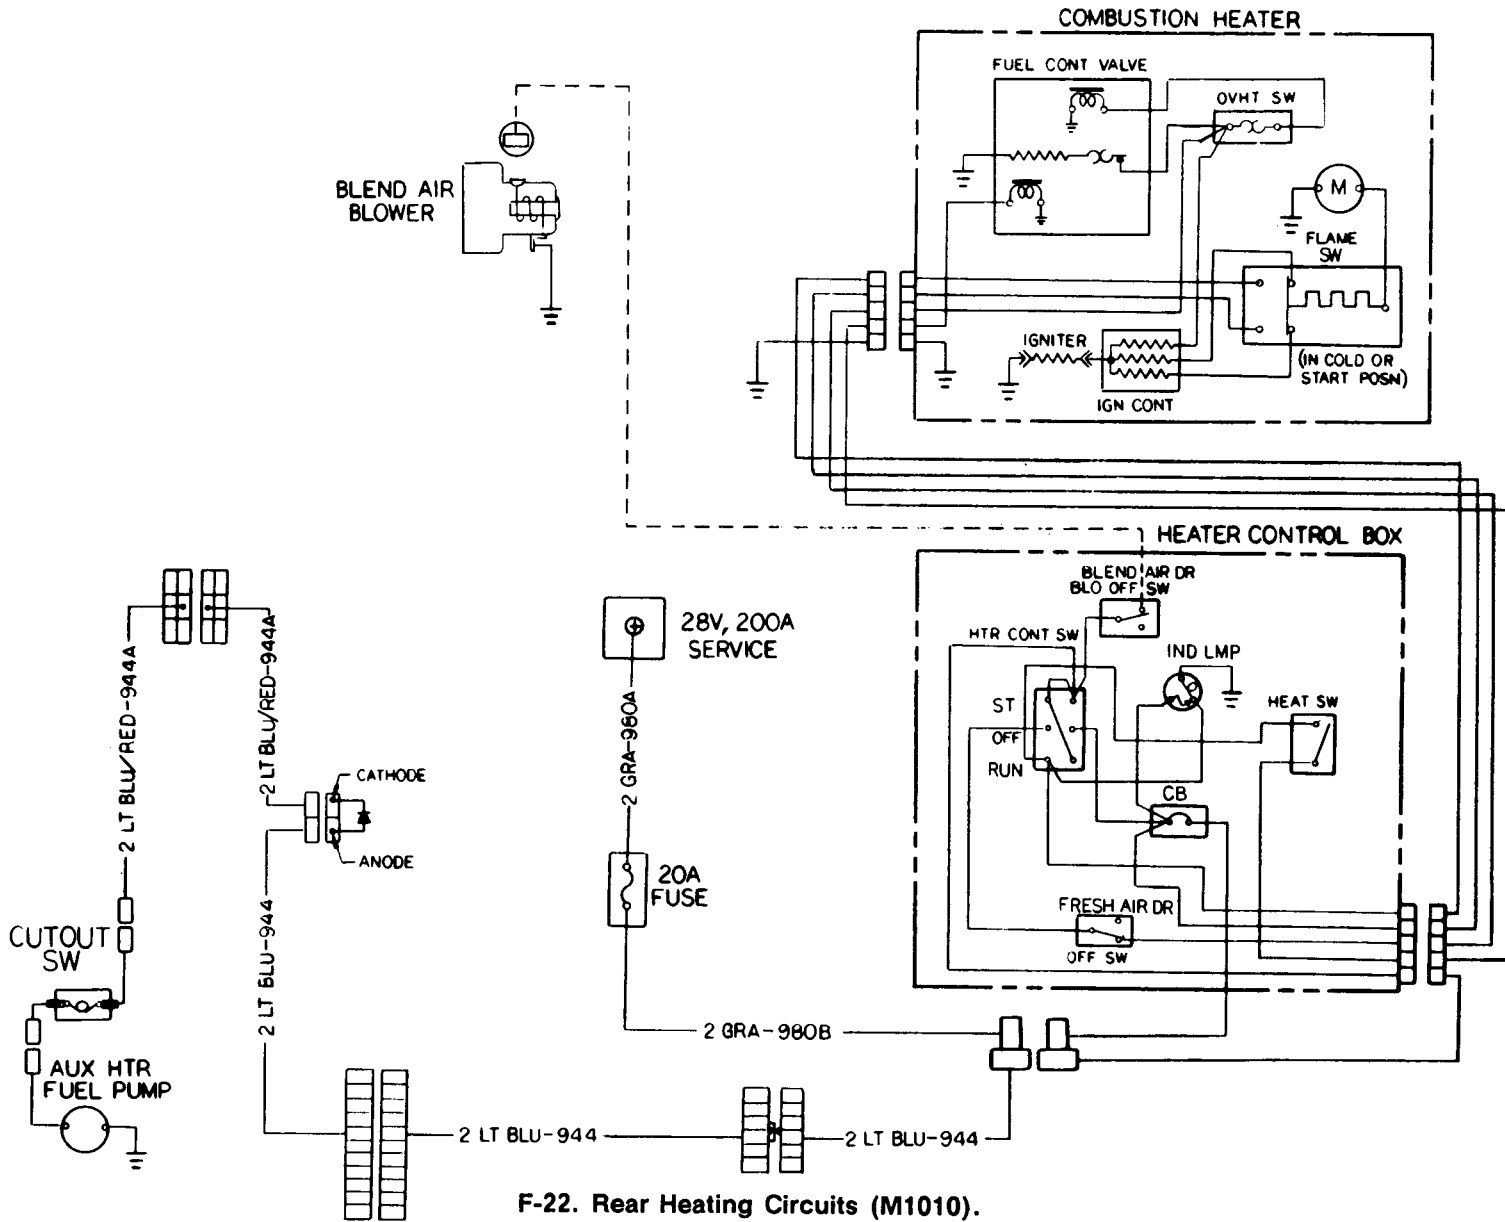 COMBUSTION HEATER
FUEL CONT VALVE
OVHT SW
BLEND AIR
BLOWER
M
FLAME
SW
IGNITER
(IN COLD OR
START POSN)
IGN CONT
HEATER CONTROL BOX
BLEND AIR DR
BLO OFF SW
28V, 200A
SERVICE
HTR CONT SW
IND LMP
ST
OFF
RUN
HEAT SW
2 LT BLU/RED-944A
2 LT BLU/RED-944A
2 GRA-980A
CATHODE
ANODE
CB
20A
FUSE
FRESH AIR DR
OFF SW
CUTOUT
SW
2 LT BLU-944
2 GRA-980B
AUX HTR
FUEL PUMP
2 LT BLU-944
2 LT BLU-944
F-22. Rear Heating Circuits (M1010).